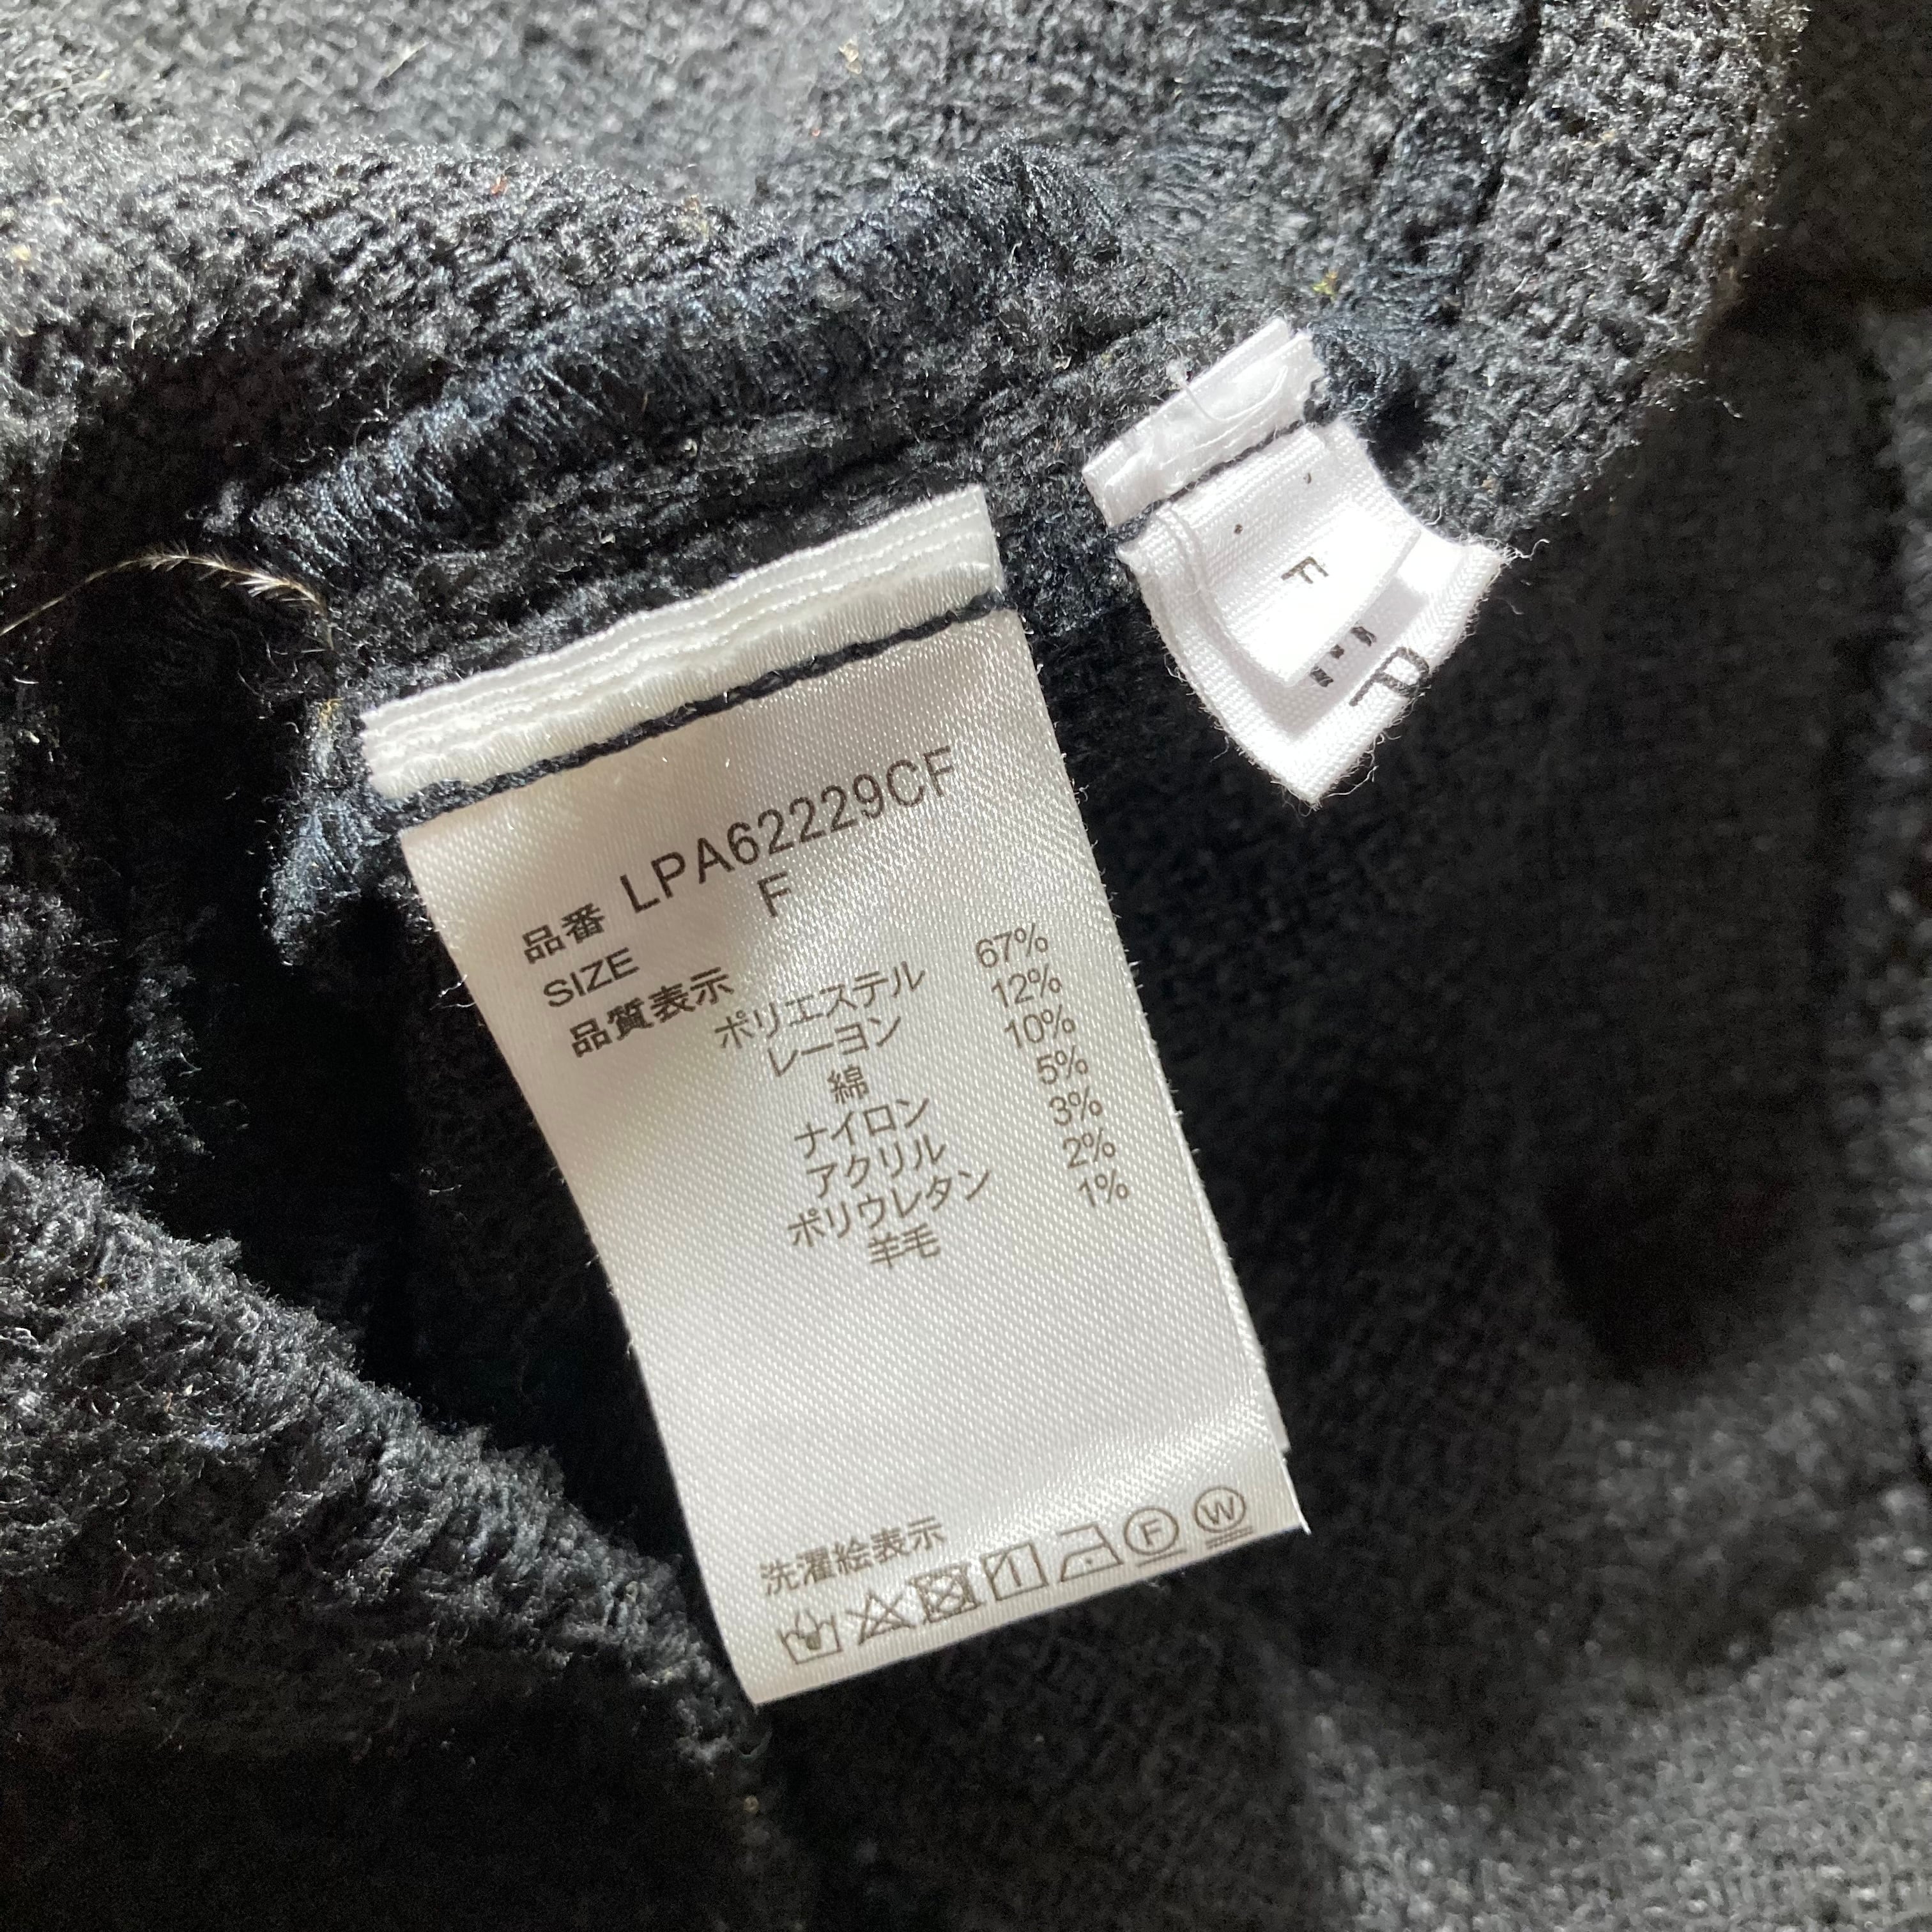 品番 LPA62229CF
SIZE F
品質表示
ポリエステル 67%
レーヨン 12%
綿 10%
ナイロン 5%
アクリル 3%
ポリウレタン 2%
羊毛 1%
洗濯絵表示
F W
F